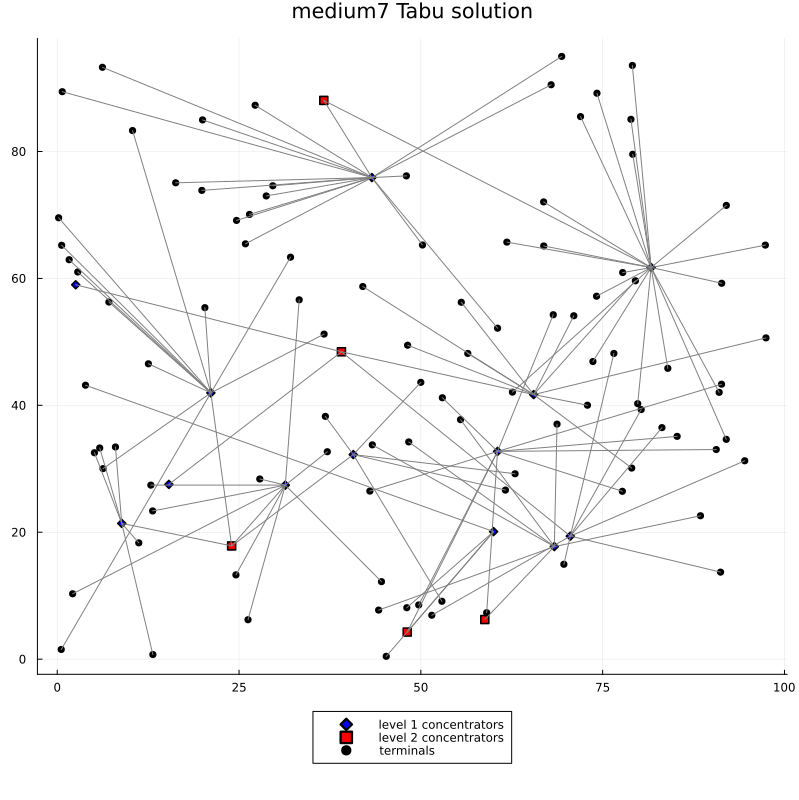 medium7 Tabu solution
80
60
40
20
0
0 25 50 75 100
level 1 concentrators
level 2 concentrators
terminals